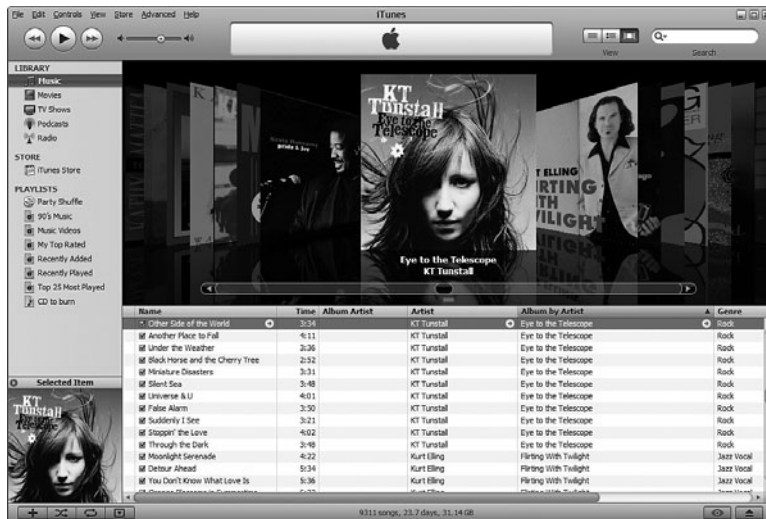 File Edit Controls View Store Advanced Help
iTunes
View
Search
LIBRARY
Music
Movies
TV Shows
Podcasts
Radio
STORE
iTunes Store
PLAYLISTS
Party Shuffle
90's Music
Music Videos
My Top Rated
Recently Added
Recently Played
Top 25 Most Played
CD to burn
Selected Item
KT
Tunstall
Eye to the
Telescope
pride & joy
KURT ELLING
FLIRTING
WITH
TWILIGHT
Eye to the Telescope
KT Tunstall
Name Time Album Artist Artist Album by Artist Genre
Other Side of the World 3:34 KT Tunstall Eye to the Telescope Rock
Another Place to Fall 4:11 KT Tunstall Eye to the Telescope Rock
Under the Weather 3:36 KT Tunstall Eye to the Telescope Rock
Black Horse and the Cherry Tree 2:52 KT Tunstall Eye to the Telescope Rock
Miniature Disasters 3:31 KT Tunstall Eye to the Telescope Rock
Silent Sea 3:48 KT Tunstall Eye to the Telescope Rock
Universe & U 4:01 KT Tunstall Eye to the Telescope Rock
False Alarm 3:50 KT Tunstall Eye to the Telescope Rock
Suddenly I See 3:21 KT Tunstall Eye to the Telescope Rock
Stoppin' the Love 4:02 KT Tunstall Eye to the Telescope Rock
Through the Dark 3:48 KT Tunstall Eye to the Telescope Rock
Moonlight Serenade 4:22 Kurt Elling Flirting With Twilight Jazz Vocal
Detour Ahead 5:34 Kurt Elling Flirting With Twilight Jazz Vocal
You Don't Know What Love Is 5:36 Kurt Elling Flirting With Twilight Jazz Vocal
9311 songs, 23.7 days, 31.14 GB